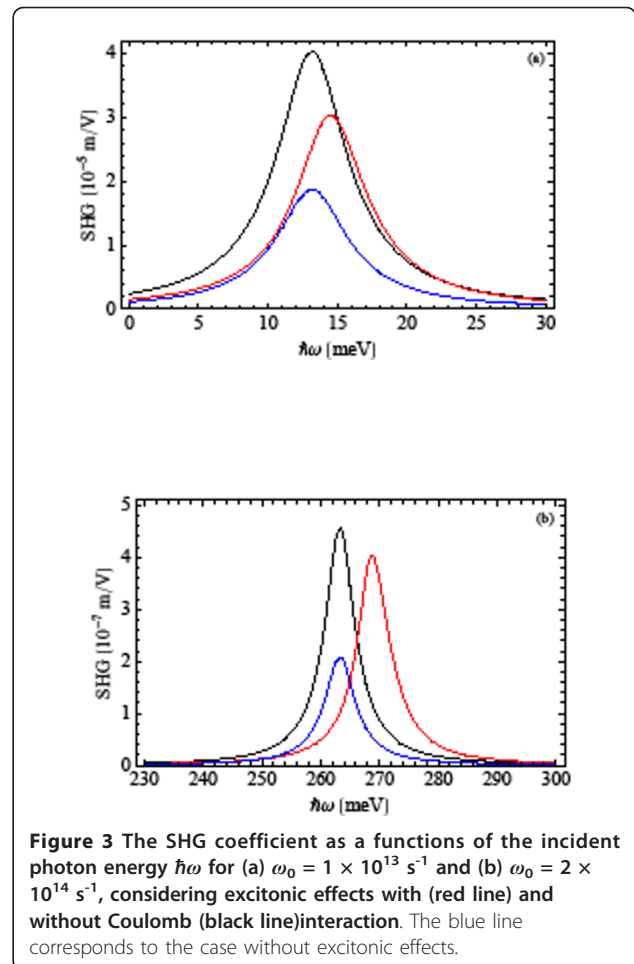 (a)
4
3
2
1
0
SHG [10⁻⁵ m/V]
0 5 10 15 20 25 30
ℏω [meV]
(b)
5
4
3
2
1
0
SHG [10⁻⁷ m/V]
230 240 250 260 270 280 290 300
ℏω [meV]
Figure 3 The SHG coefficient as a functions of the incident
photon energy ℏω for (a) ω₀ = 1 × 10¹³ s⁻¹ and (b) ω₀ = 2 ×
10¹⁴ s⁻¹, considering excitonic effects with (red line) and
without Coulomb (black line)interaction. The blue line
corresponds to the case without excitonic effects.